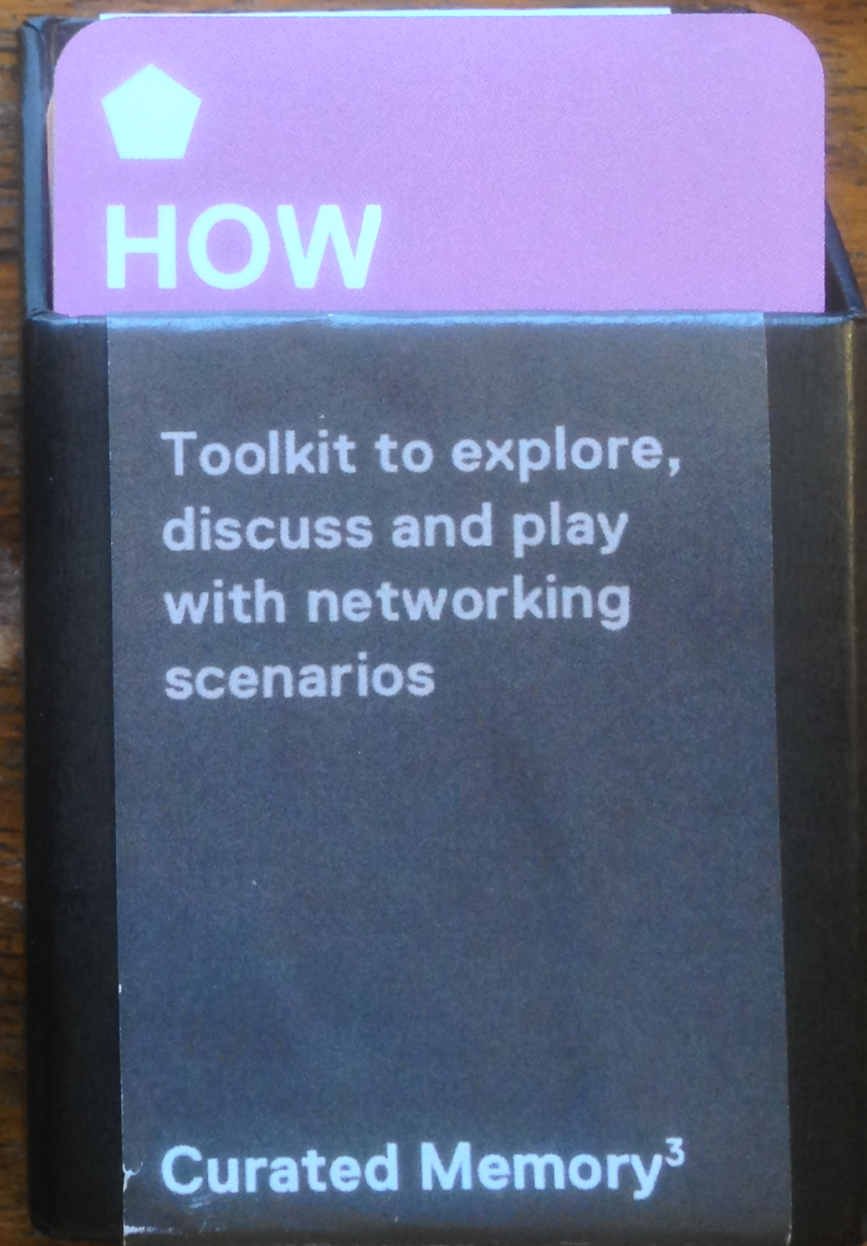 HOW
Toolkit to explore,
discuss and play
with networking
scenarios
Curated Memory³